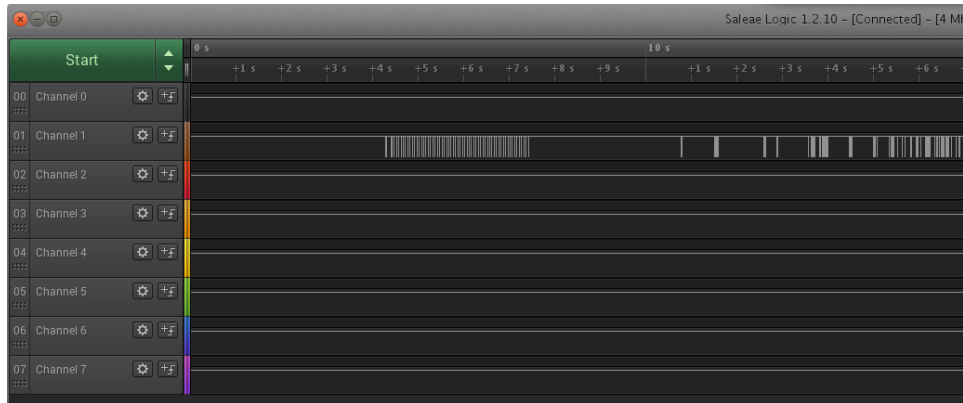 Saleae Logic 1.2.10 - [Connected] - [4 MH
Start
0 s
10 s
+1 s +2 s +3 s +4 s +5 s +6 s +7 s +8 s +9 s +1 s +2 s +3 s +4 s +5 s +6 s
00 Channel 0
01 Channel 1
02 Channel 2
03 Channel 3
04 Channel 4
05 Channel 5
06 Channel 6
07 Channel 7